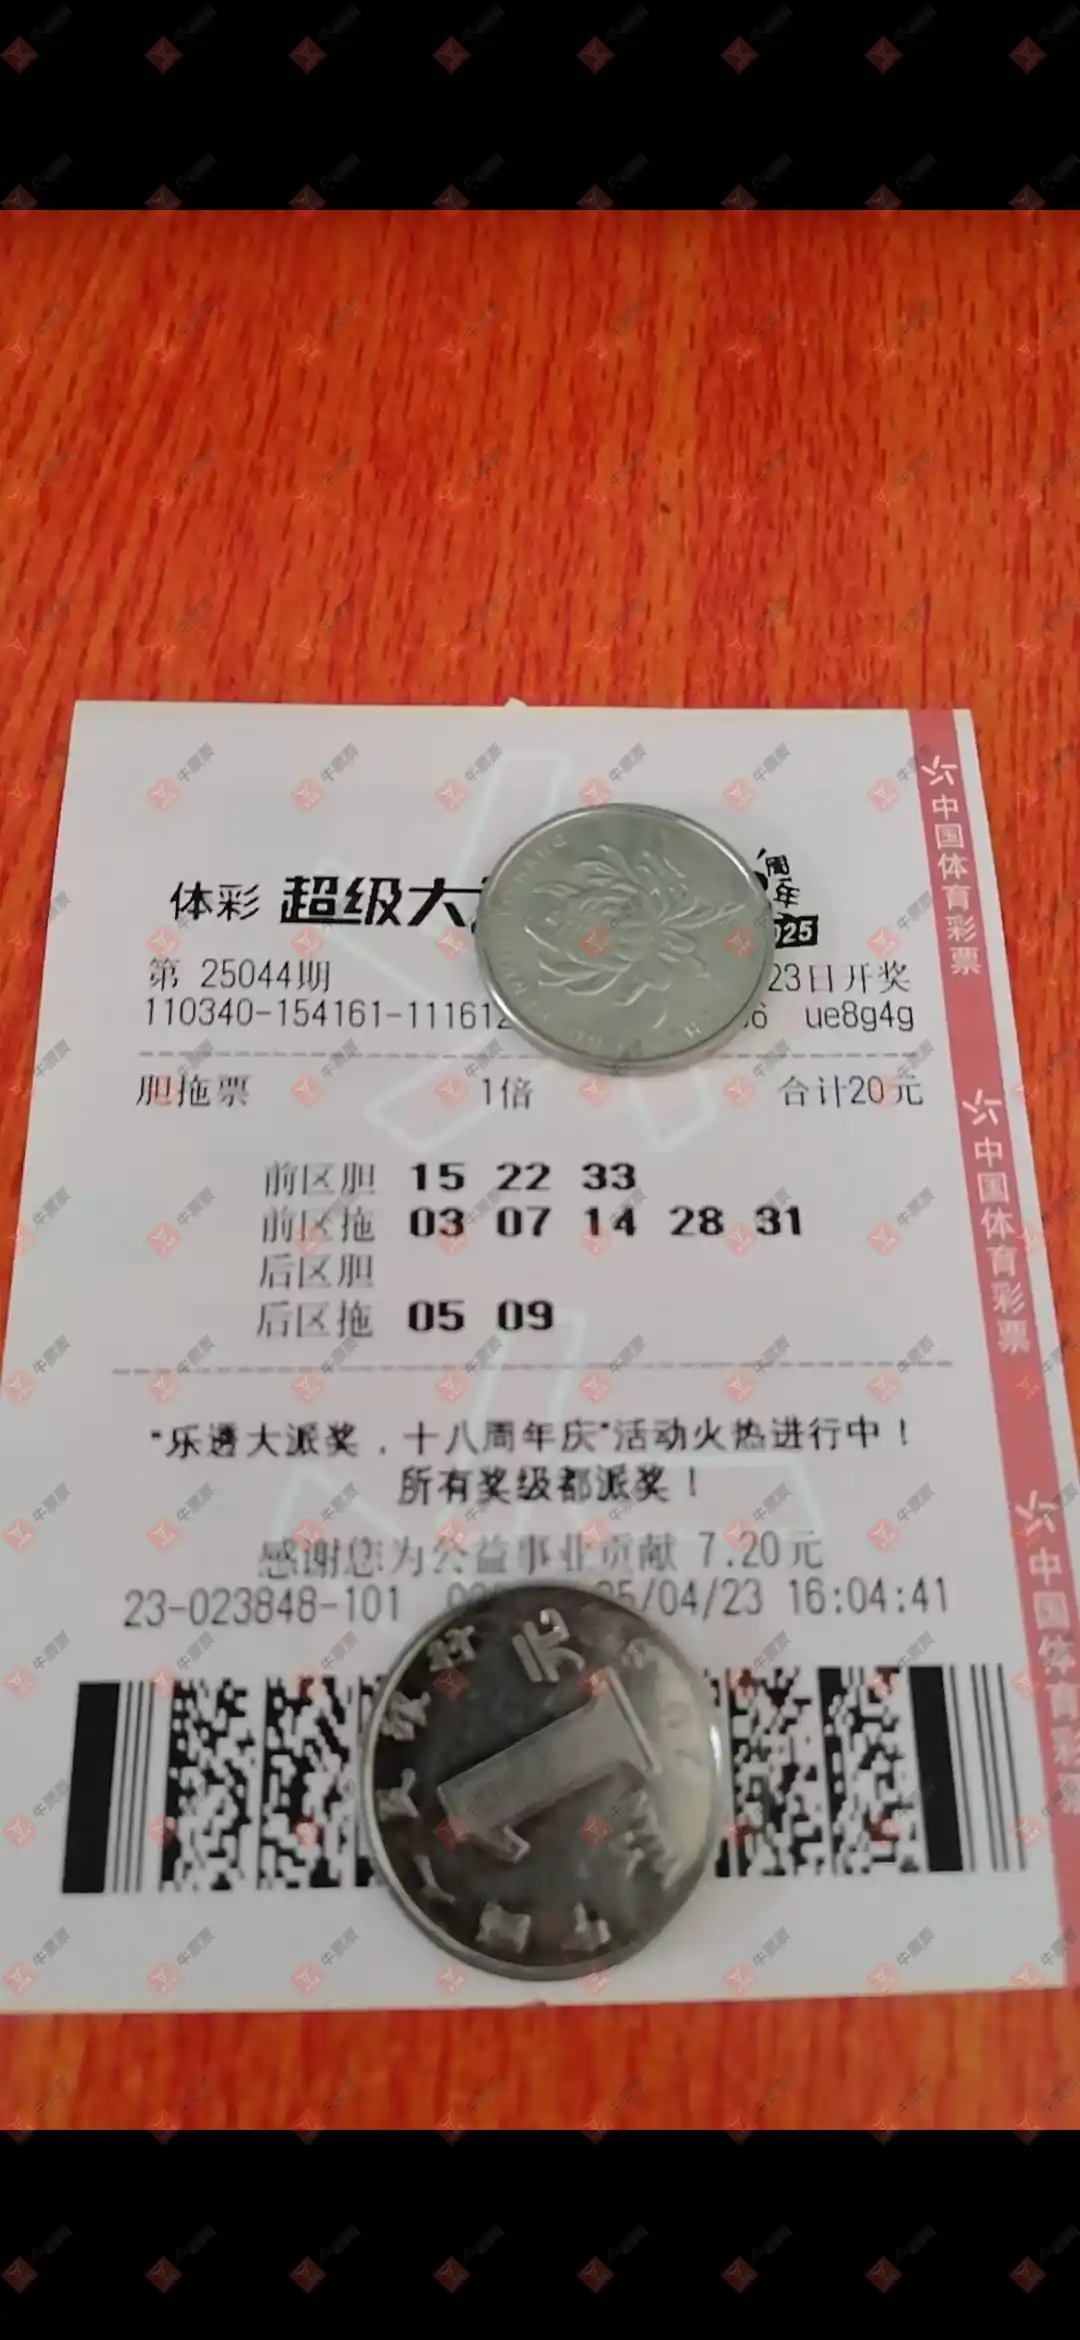 体彩 超级大 周年
025
第 25044期 23日开奖
110340-154161-11161 6 ue8g4g
胆拖票 1倍 合计20元
前区胆 15 22 33
前区拖 03 07 14 28 31
后区胆
后区拖 05 09
“乐透大派奖，十八周年庆”活动火热进行中！
所有奖级都派奖！
感谢您为公益事业贡献 7.20元
23-023848-101 5/04/23 16:04:41
中国体育彩票
中国体育彩票
中国体育彩票
牛票票